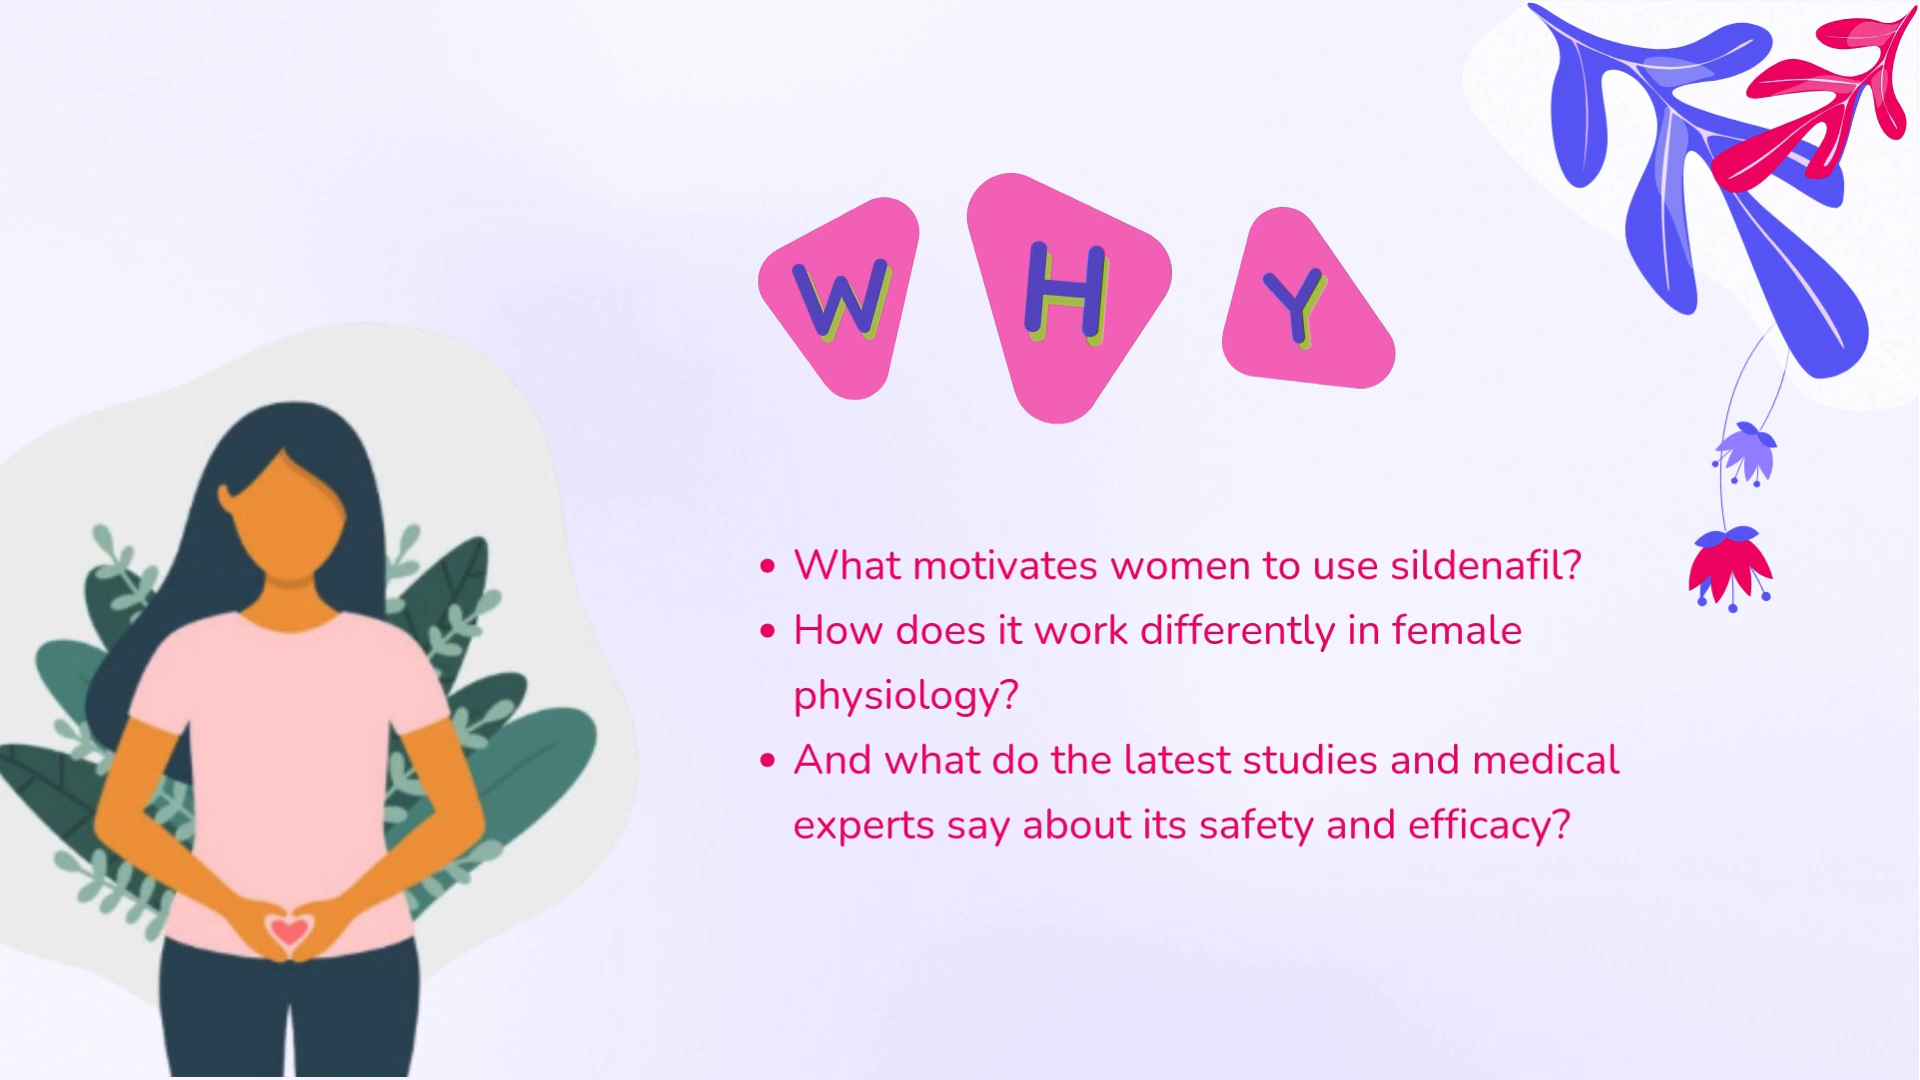 WHY
• What motivates women to use sildenafil?
• How does it work differently in female
physiology?
• And what do the latest studies and medical
experts say about its safety and efficacy?